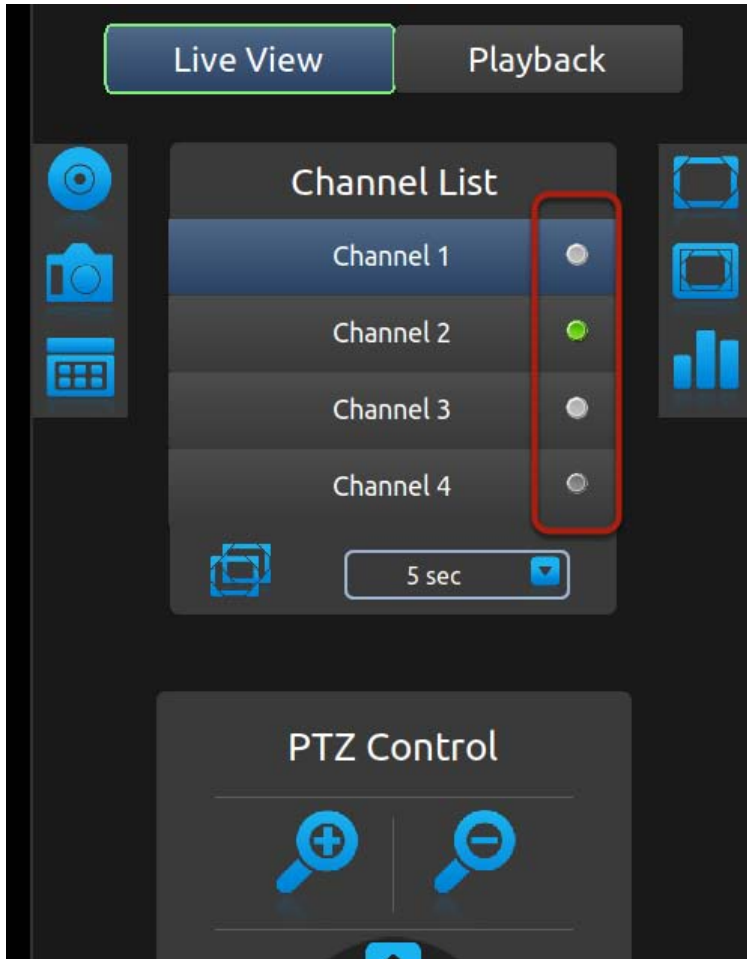 Live View Playback
Channel List
Channel 1
Channel 2
Channel 3
Channel 4
5 sec
PTZ Control